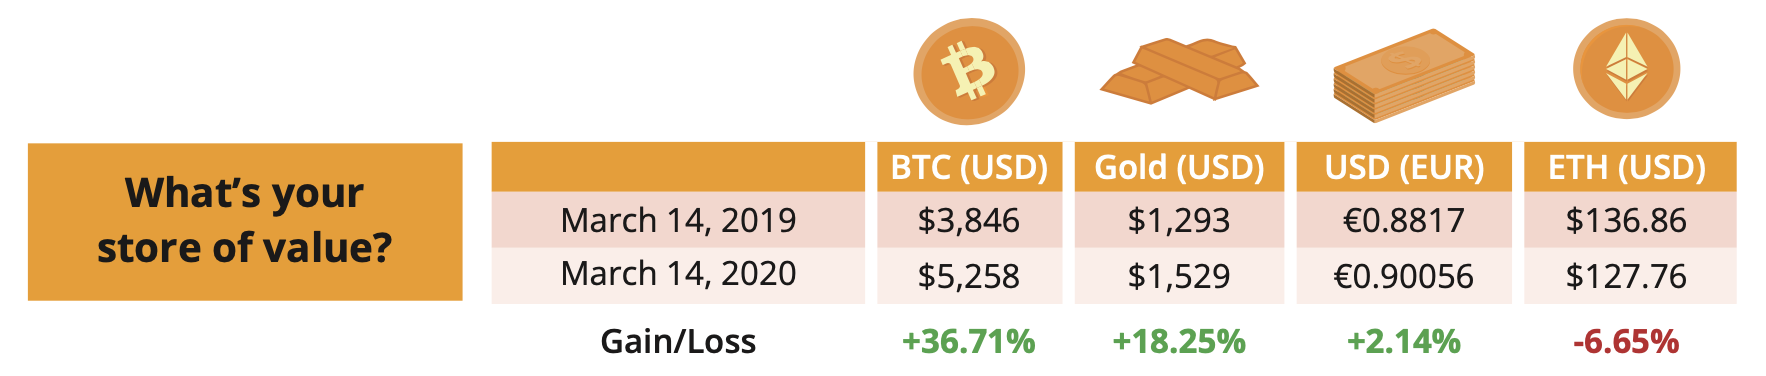 What's your
store of value?
BTC (USD) Gold (USD) USD (EUR) ETH (USD)
March 14, 2019 $3,846 $1,293 €0.8817 $136.86
March 14, 2020 $5,258 $1,529 €0.90056 $127.76
Gain/Loss +36.71% +18.25% +2.14% -6.65%